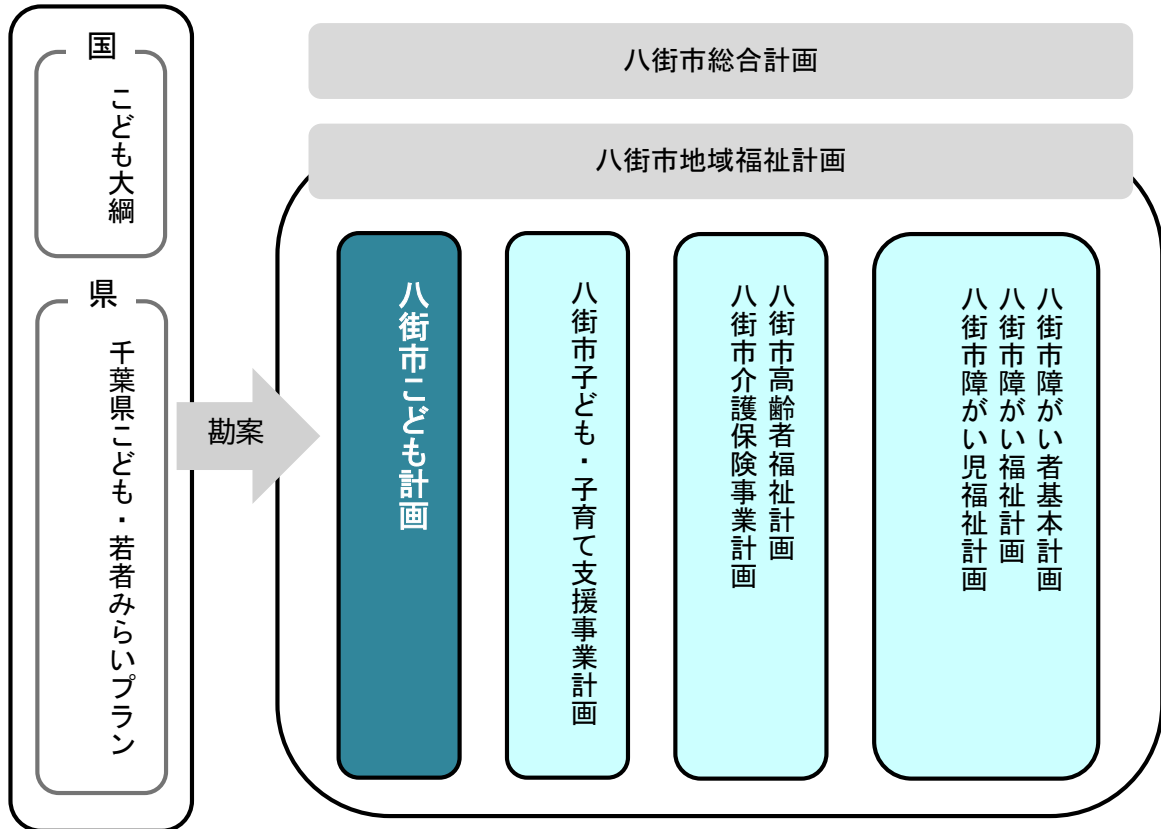 国
こども大綱
県
千葉県こども・若者みらいプラン
勘案
八街市総合計画
八街市地域福祉計画
八街市こども計画
八街市子ども・子育て支援事業計画
八街市高齢者福祉計画
八街市介護保険事業計画
八街市障がい者基本計画
八街市障がい福祉計画
八街市障がい児福祉計画